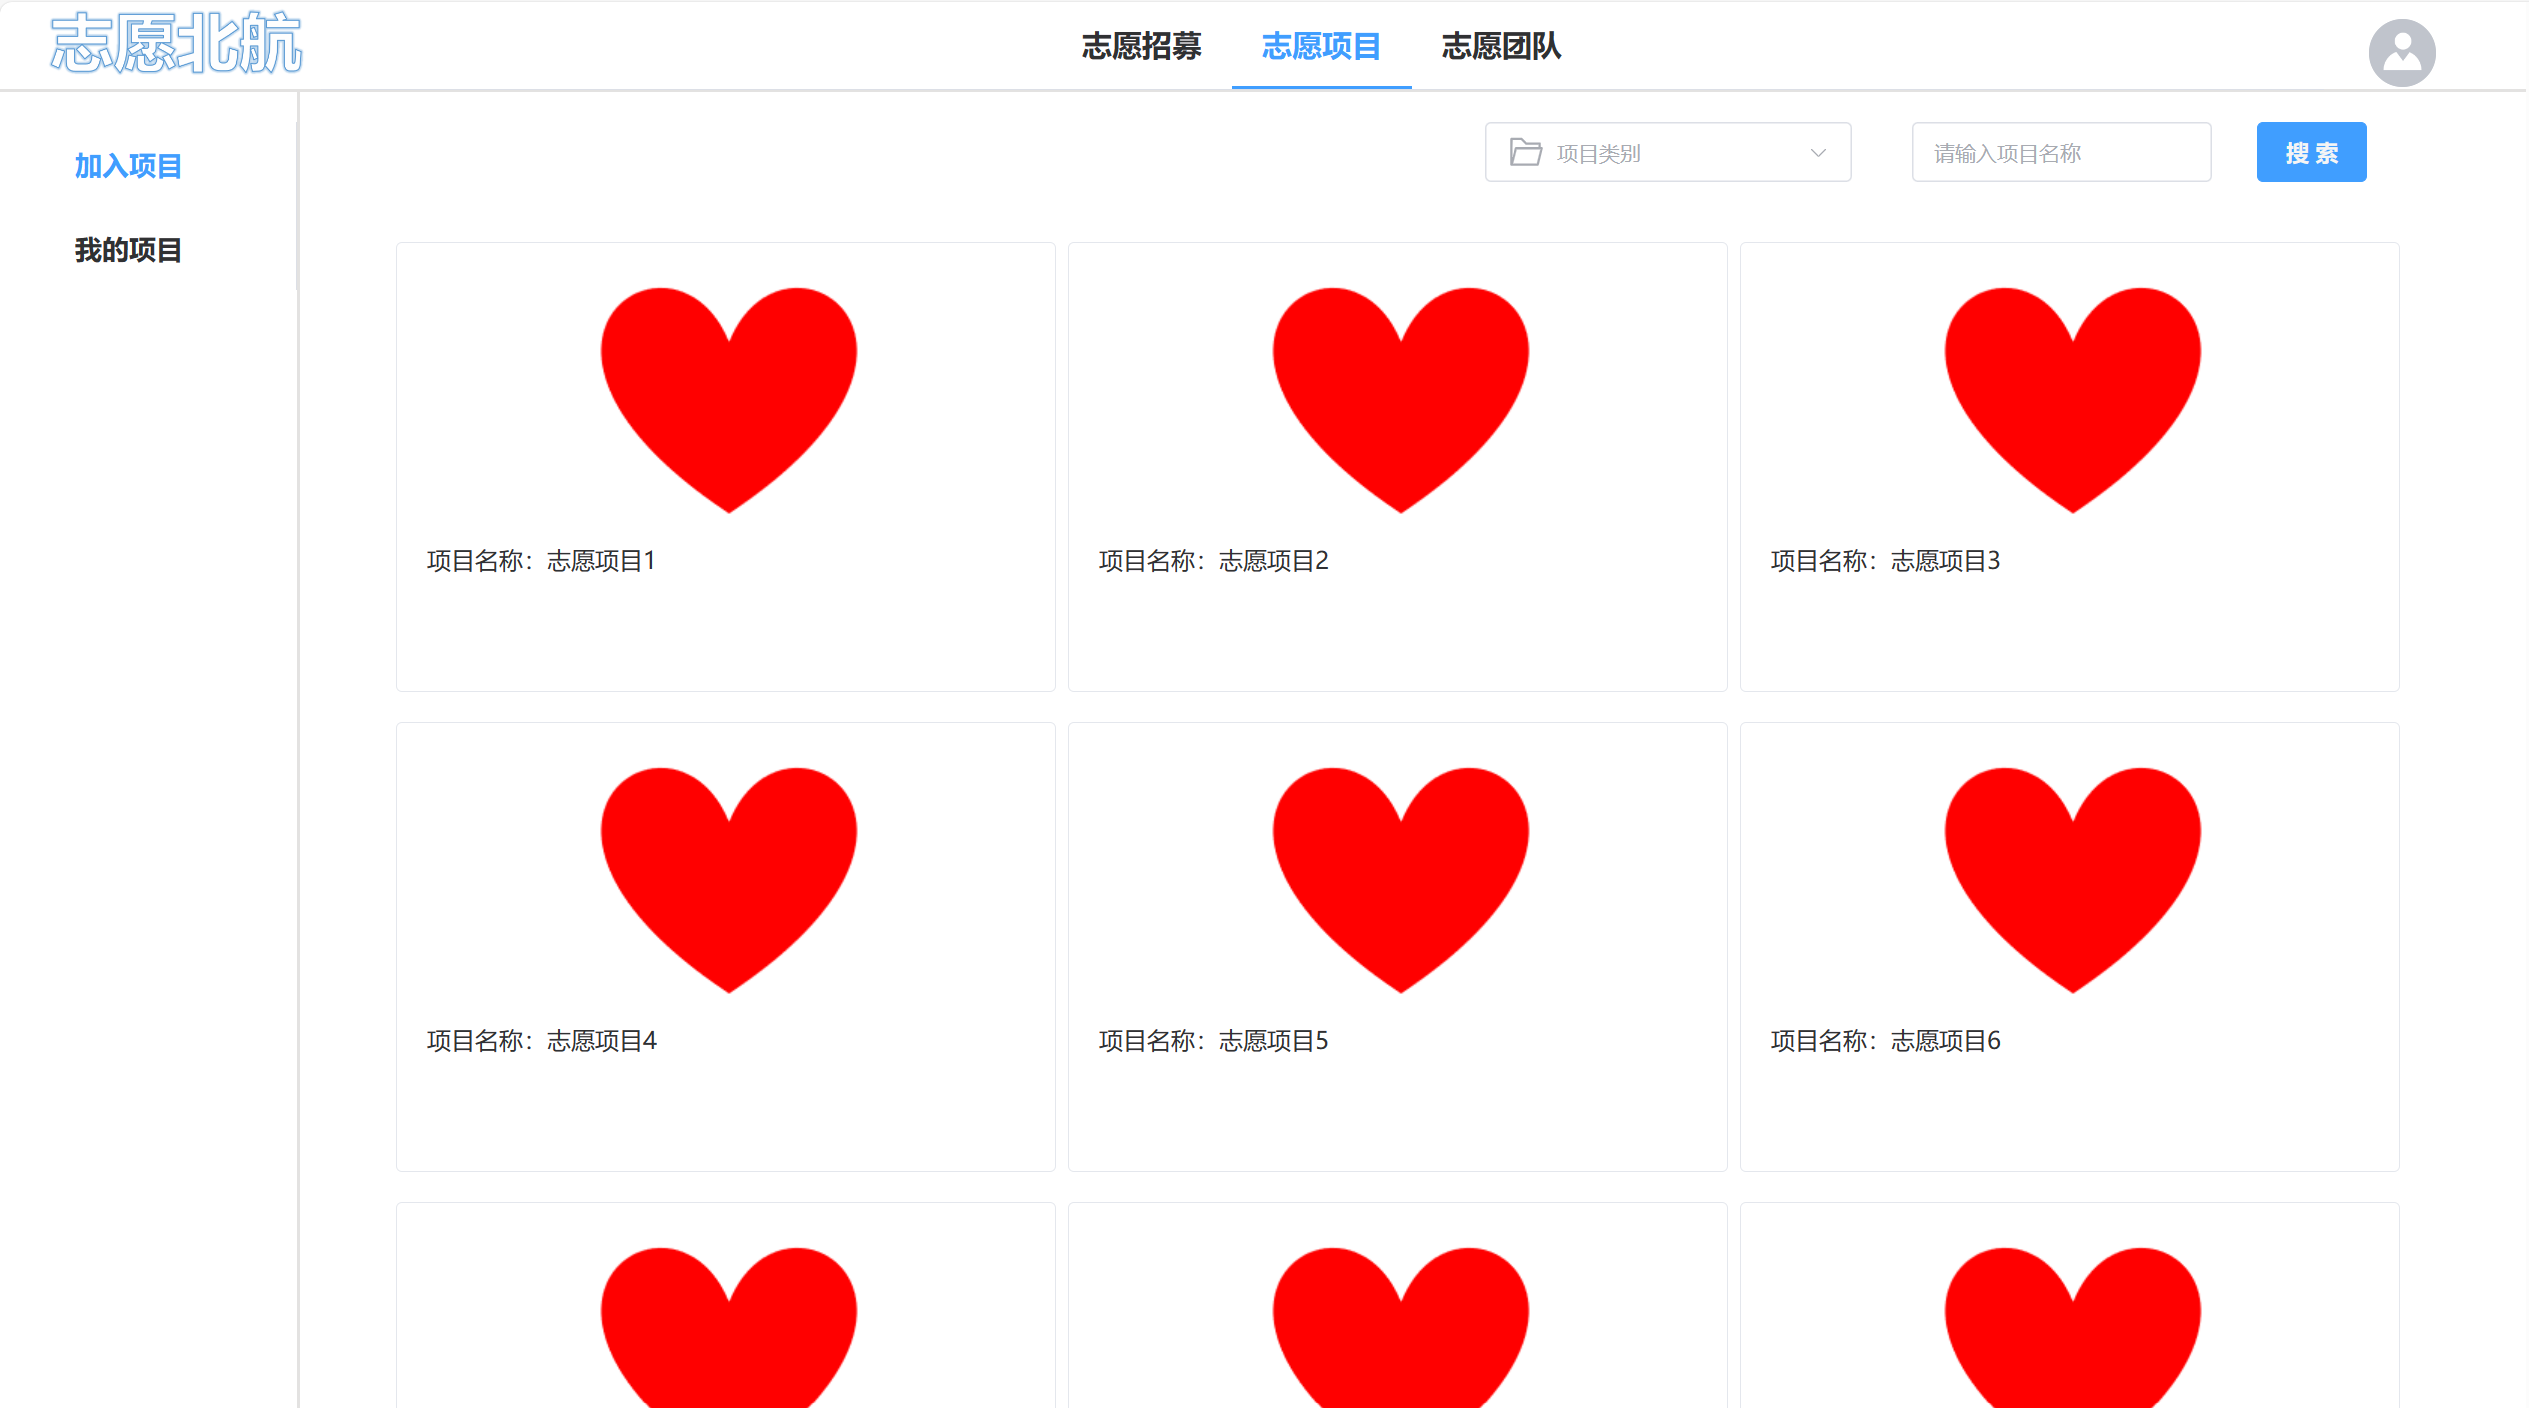 志愿北航
志愿招募 志愿项目 志愿团队
加入项目
我的项目
项目类别 请输入项目名称 搜 索
项目名称：志愿项目1 项目名称：志愿项目2 项目名称：志愿项目3
项目名称：志愿项目4 项目名称：志愿项目5 项目名称：志愿项目6